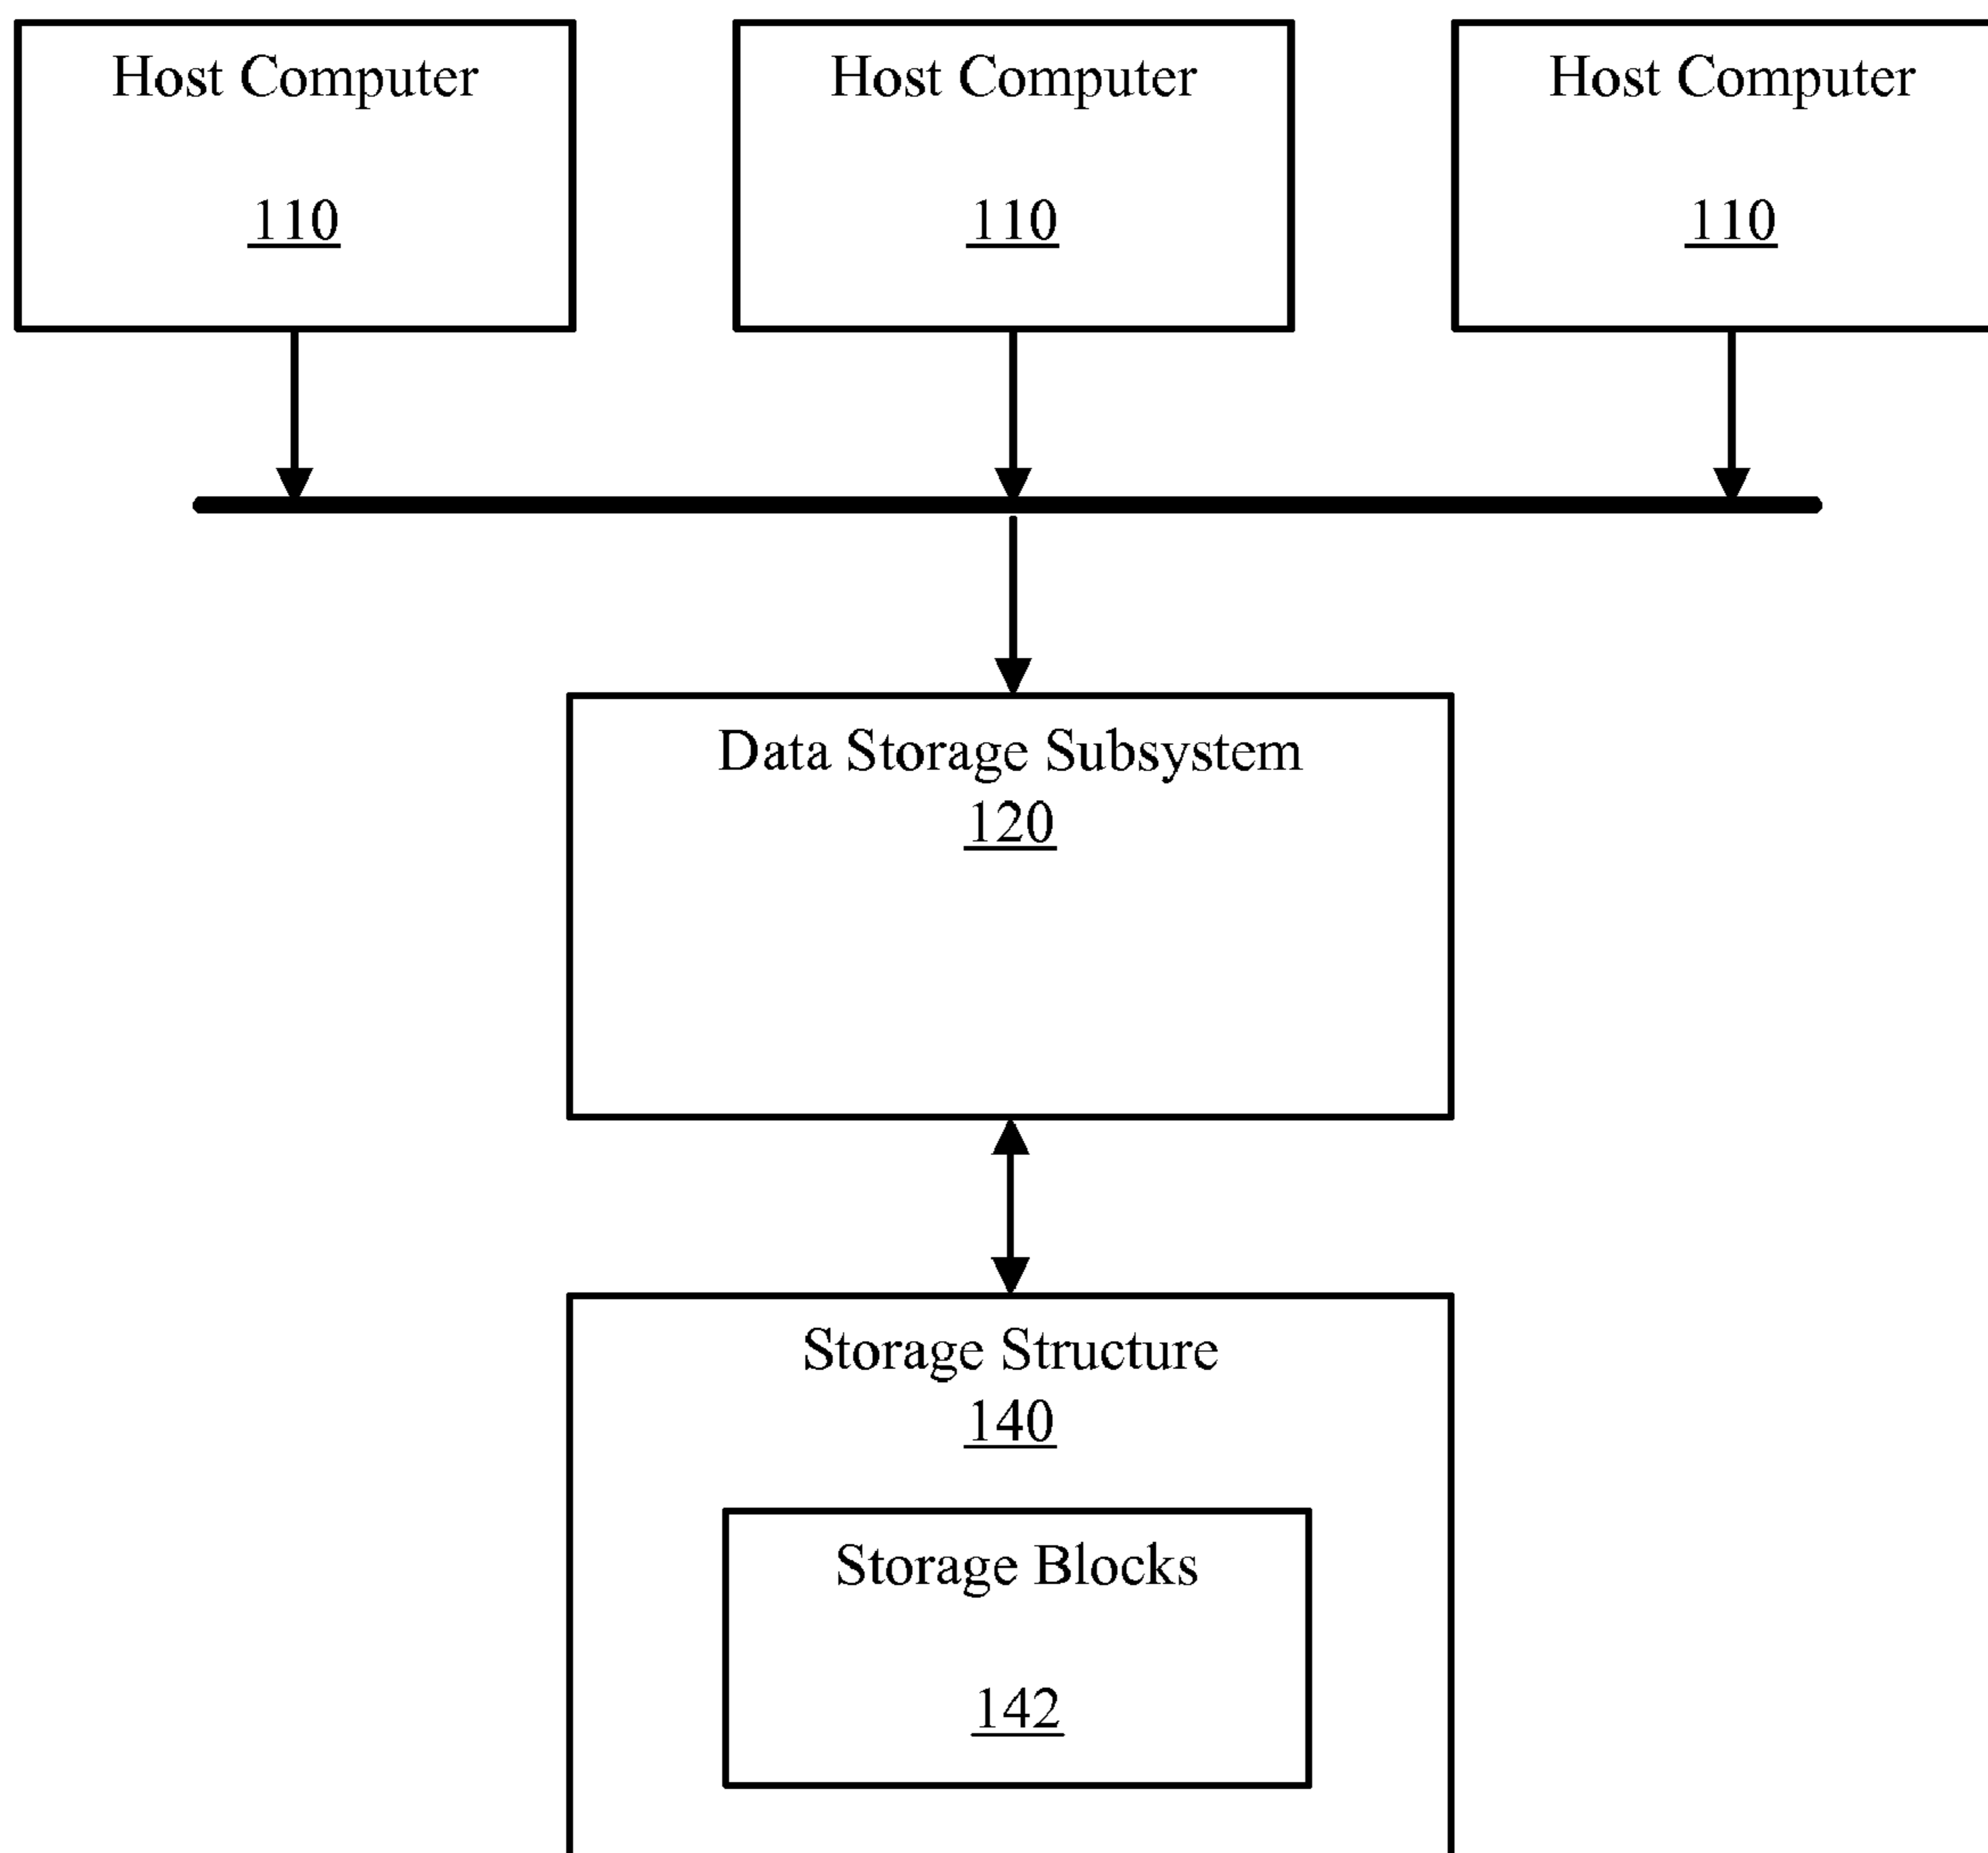 Host Computer
110
Host Computer
110
Host Computer
110
Data Storage Subsystem
120
Storage Structure
140
Storage Blocks
142